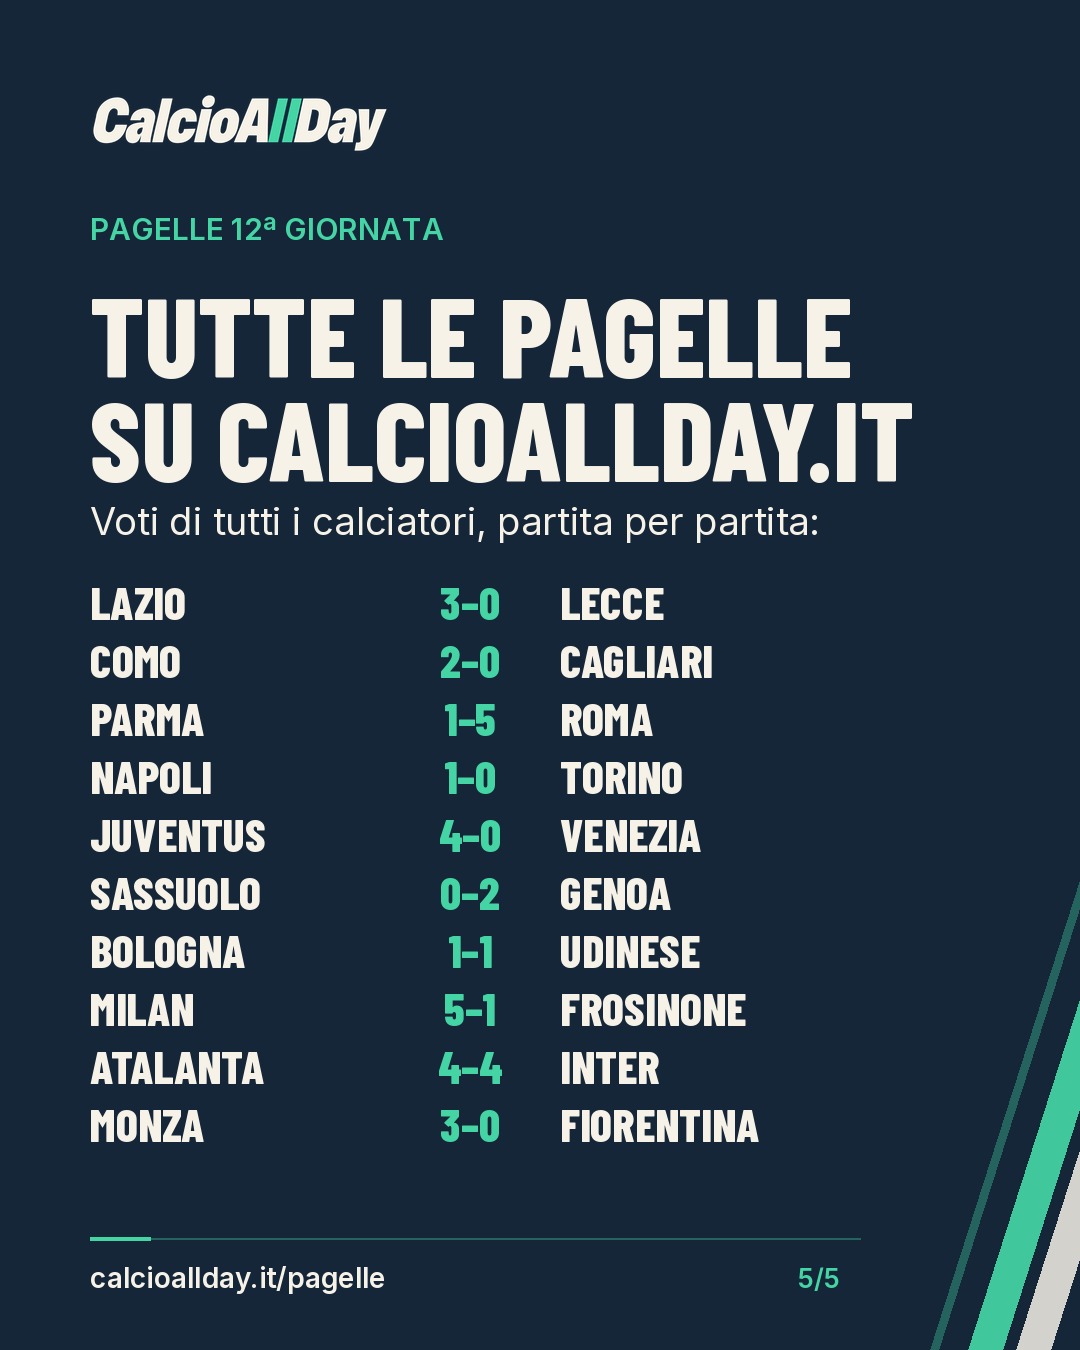 CalcioAllDay
PAGELLE 12ª GIORNATA
TUTTE LE PAGELLE
SU CALCIOALLDAY.IT
Voti di tutti i calciatori, partita per partita:
LAZIO 3-0 LECCE
COMO 2-0 CAGLIARI
PARMA 1-5 ROMA
NAPOLI 1-0 TORINO
JUVENTUS 4-0 VENEZIA
SASSUOLO 0-2 GENOA
BOLOGNA 1-1 UDINESE
MILAN 5-1 FROSINONE
ATALANTA 4-4 INTER
MONZA 3-0 FIORENTINA
calcioallday.it/pagelle 5/5